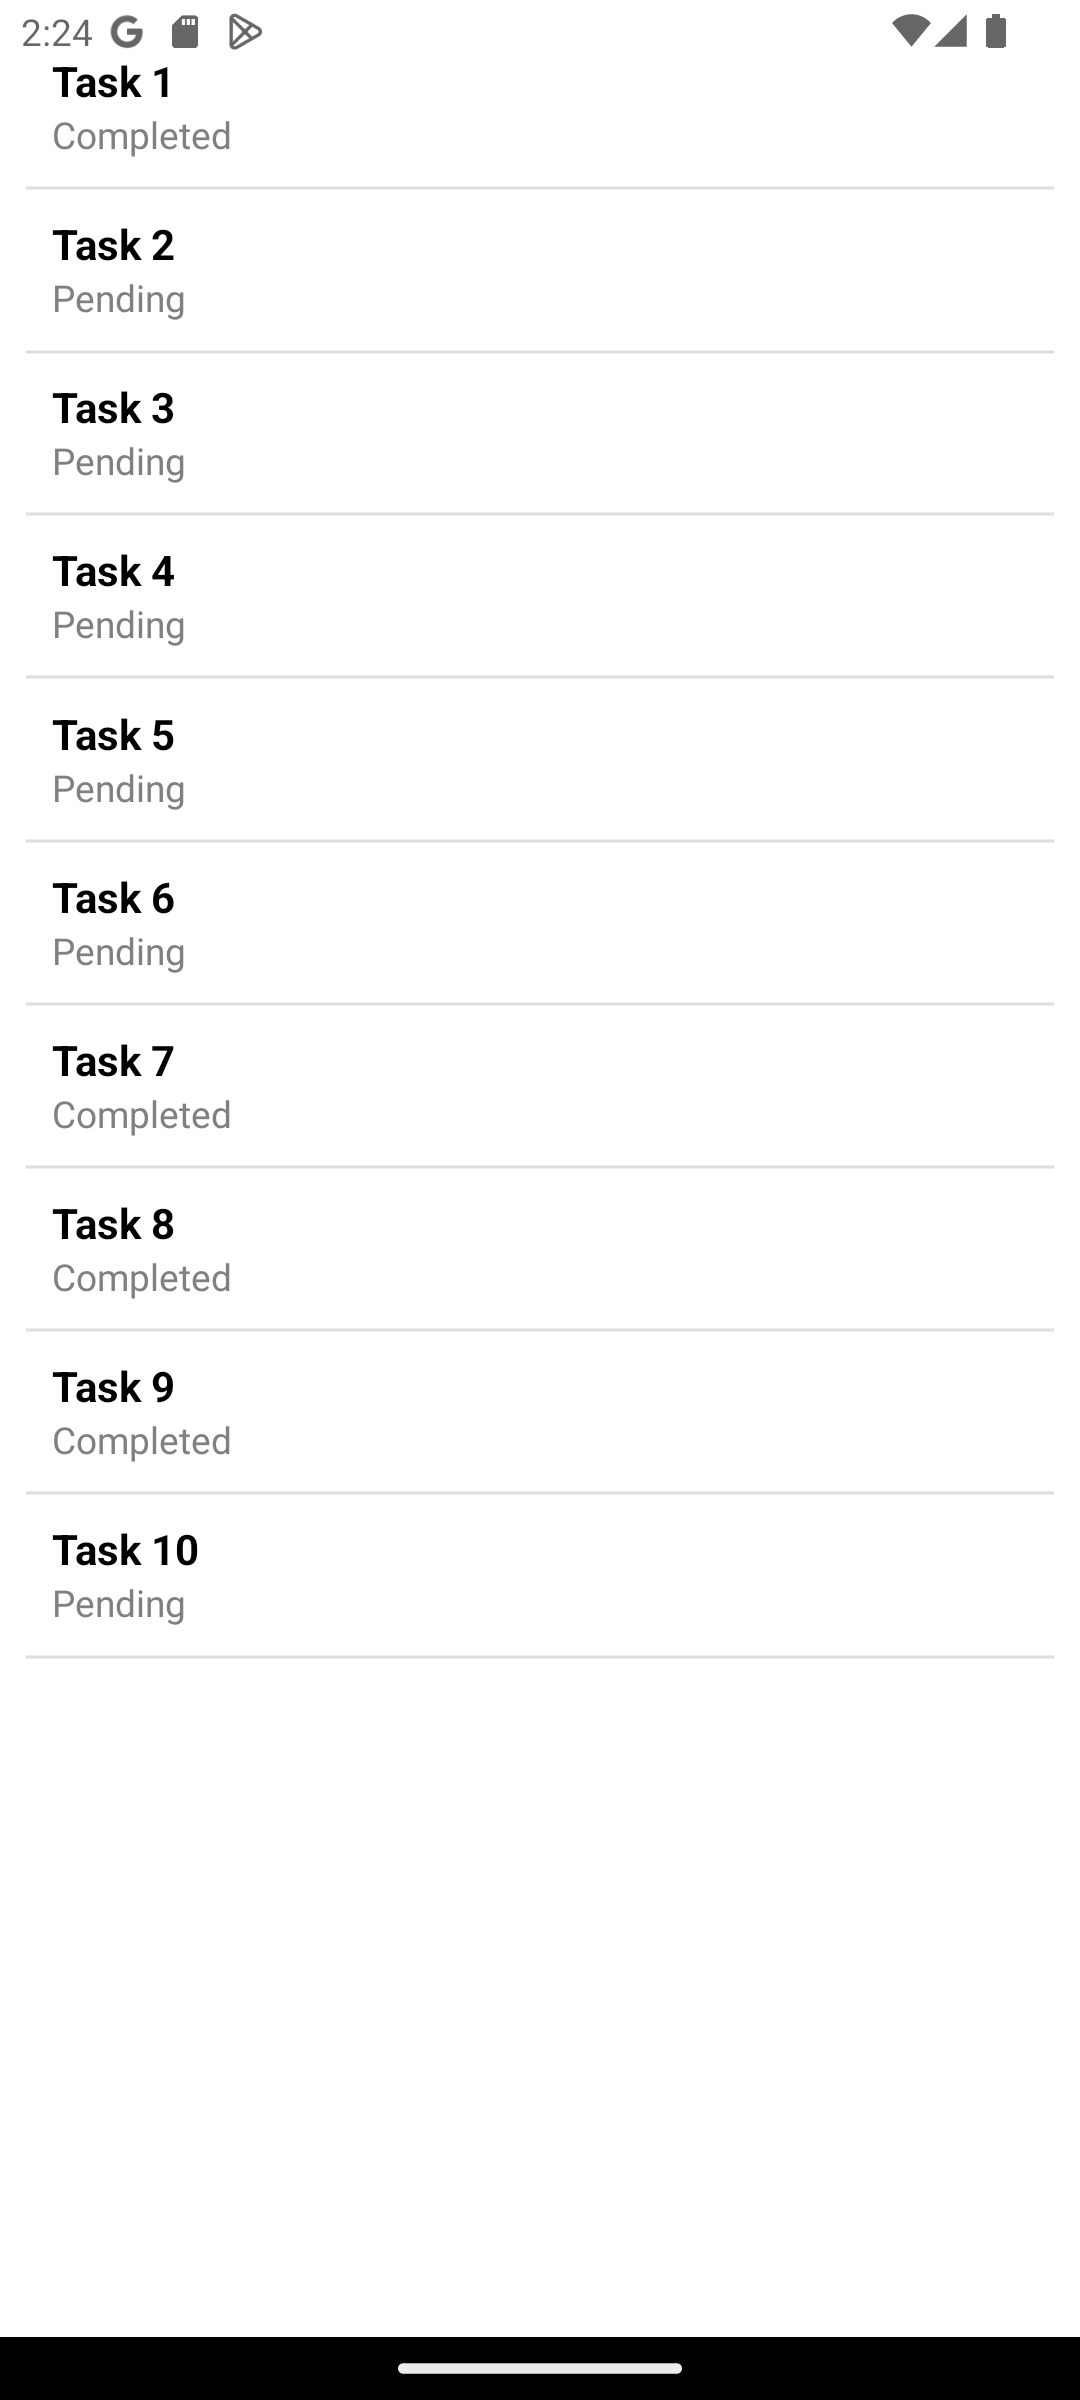 2:24
Task 1
Completed
Task 2
Pending
Task 3
Pending
Task 4
Pending
Task 5
Pending
Task 6
Pending
Task 7
Completed
Task 8
Completed
Task 9
Completed
Task 10
Pending